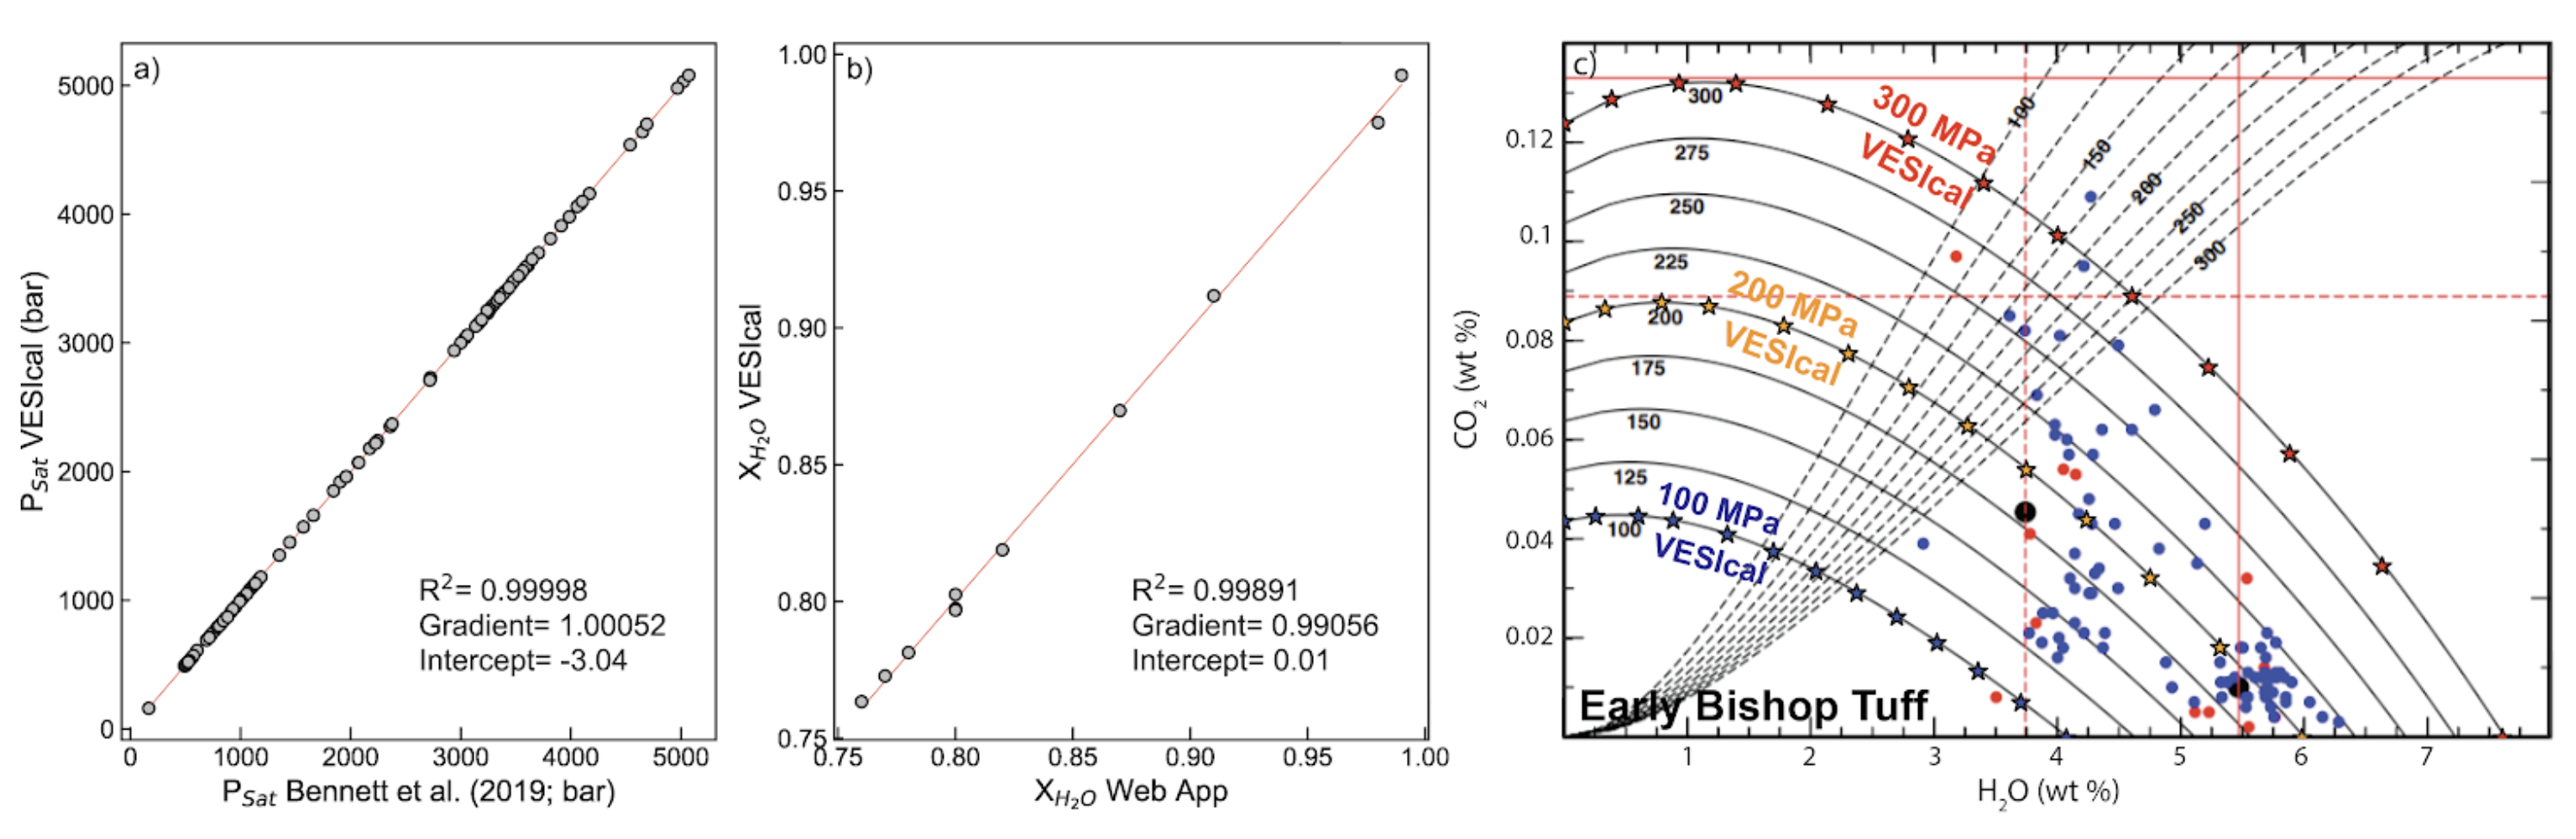 a)
5000
4000
3000
2000
1000
0
P_Sat VESIcal (bar)
R²= 0.99998
Gradient= 1.00052
Intercept= -3.04
0 1000 2000 3000 4000 5000
P_Sat Bennett et al. (2019; bar)
b)
1.00
0.95
0.90
0.85
0.80
0.75
X_H₂O VESIcal
R²= 0.99891
Gradient= 0.99056
Intercept= 0.01
0.75 0.80 0.85 0.90 0.95 1.00
X_H₂O Web App
c)
0.12
0.1
0.08
0.06
0.04
0.02
CO₂ (wt %)
300
275
250
225
200
175
150
125
100
300 MPa
VESIcal
200 MPa
VESIcal
100 MPa
VESIcal
100
150
200
250
300
Early Bishop Tuff
1 2 3 4 5 6 7
H₂O (wt %)